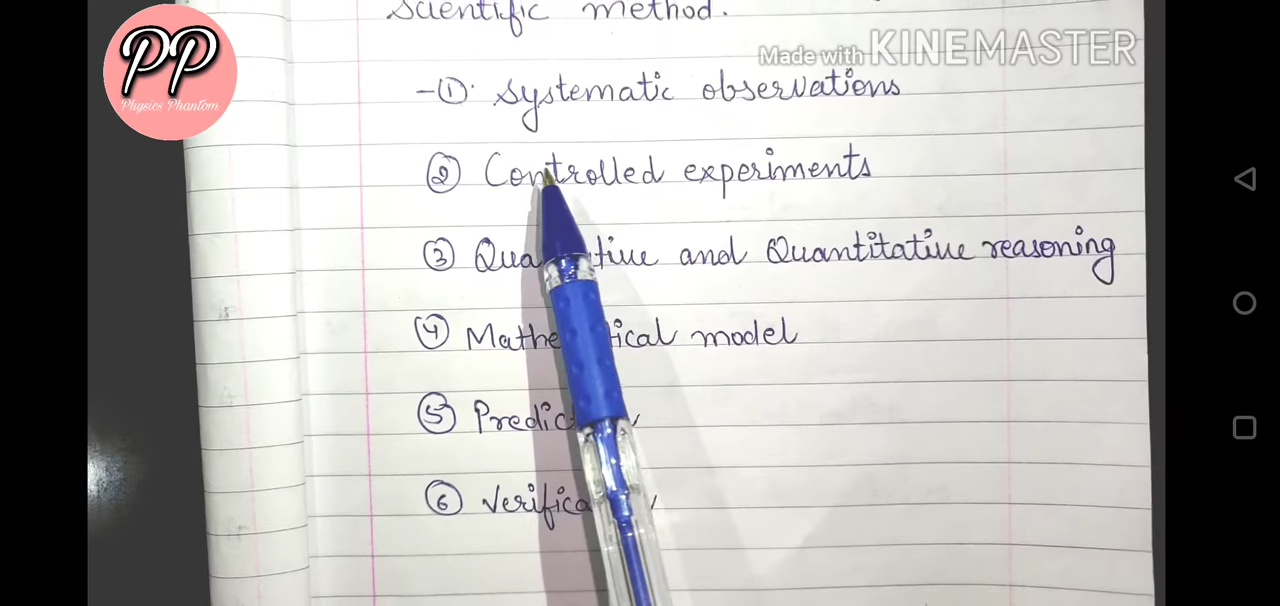 Scientific method.
PP
Physics Phantom
Made with KINEMASTER
-① Systematic observations
② Controlled experiments
③ and Quantitative reasoning
④ model
⑤
⑥